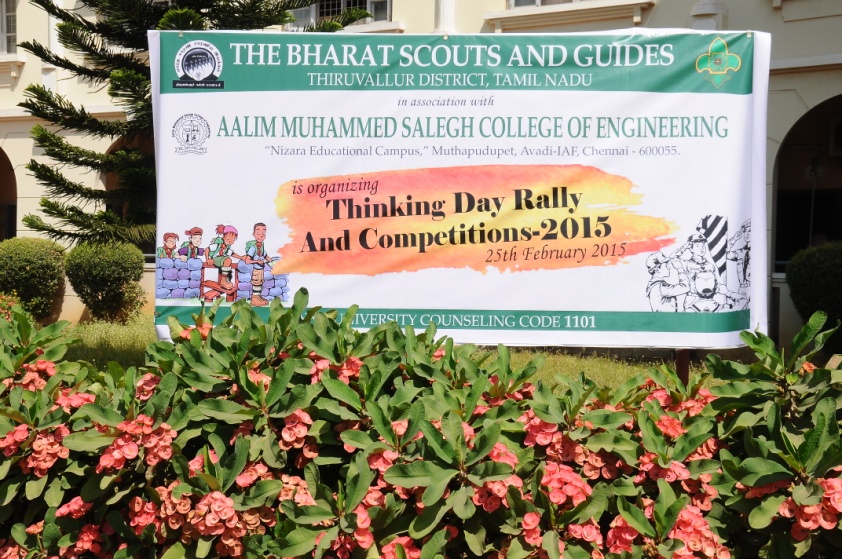 THE BHARAT SCOUTS AND GUIDES
THIRUVALLUR DISTRICT, TAMIL NADU
in association with
AALIM MUHAMMED SALEGH COLLEGE OF ENGINEERING
"Nizara Educational Campus," Muthapudupet, Avadi-IAF, Chennai - 600055.
is organizing
Thinking Day Rally
And Competitions-2015
25th February 2015
UNIVERSITY COUNSELING CODE 1101